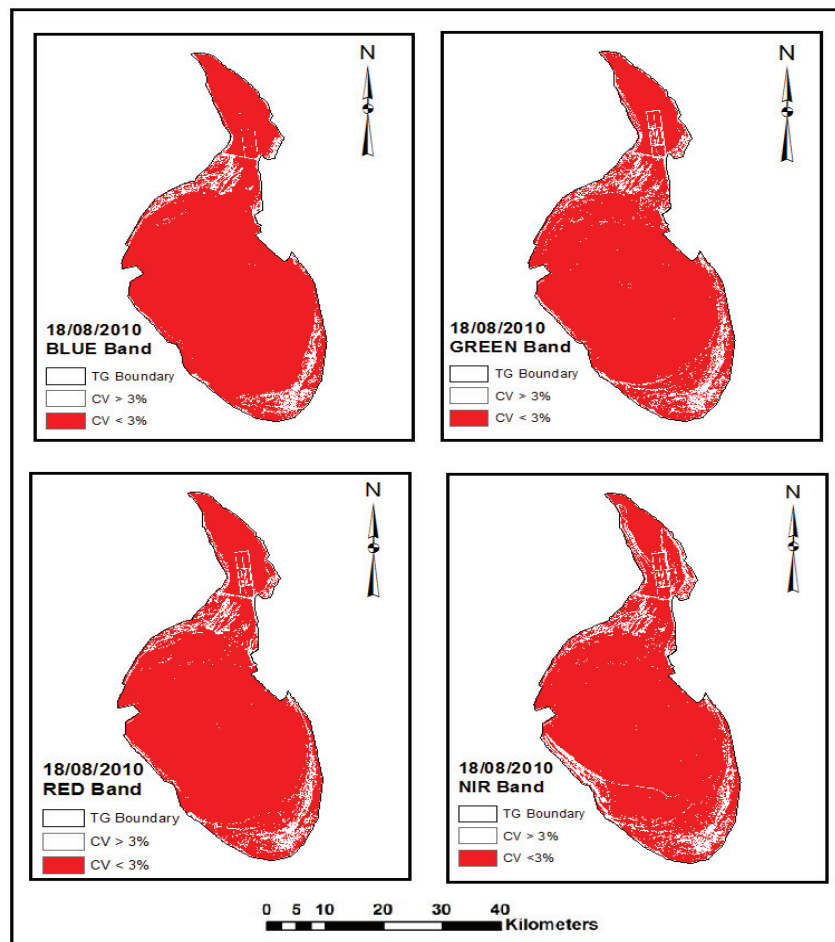 N
18/08/2010
BLUE Band
TG Boundary
CV > 3%
CV < 3%
N
18/08/2010
GREEN Band
TG Boundary
CV > 3%
CV < 3%
N
18/08/2010
RED Band
TG Boundary
CV > 3%
CV < 3%
N
18/08/2010
NIR Band
TG Boundary
CV > 3%
CV <3%
0 5 10 20 30 40
Kilometers